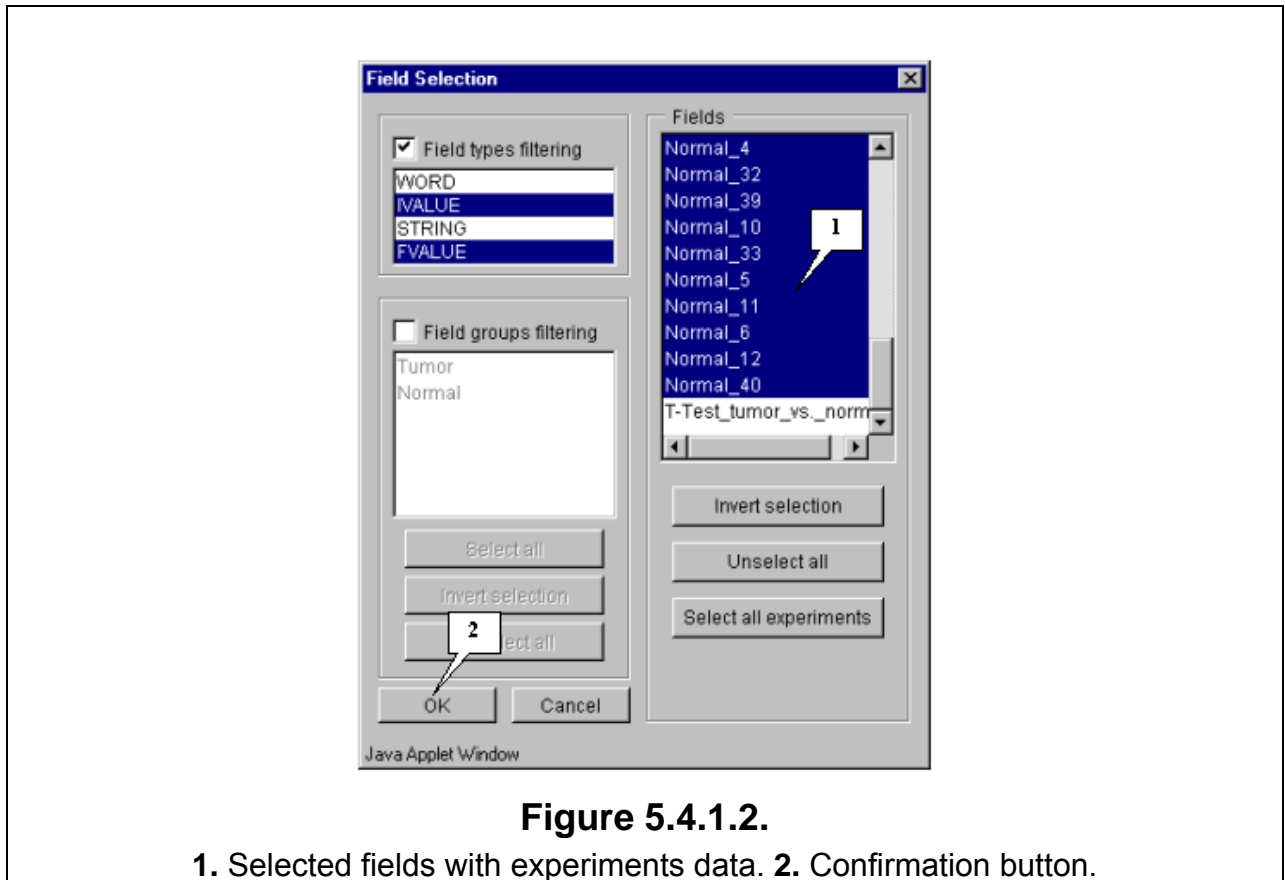 Field Selection
Field types filtering
WORD
IVALUE
STRING
FVALUE
Field groups filtering
Tumor
Normal
Select all
Invert selection
2
ect all
OK
Cancel
Fields
Normal_4
Normal_32
Normal_39
Normal_10
1
Normal_33
Normal_5
Normal_11
Normal_6
Normal_12
Normal_40
T-Test_tumor_vs._norm
Invert selection
Unselect all
Select all experiments
Java Applet Window
Figure 5.4.1.2.
1. Selected fields with experiments data. 2. Confirmation button.